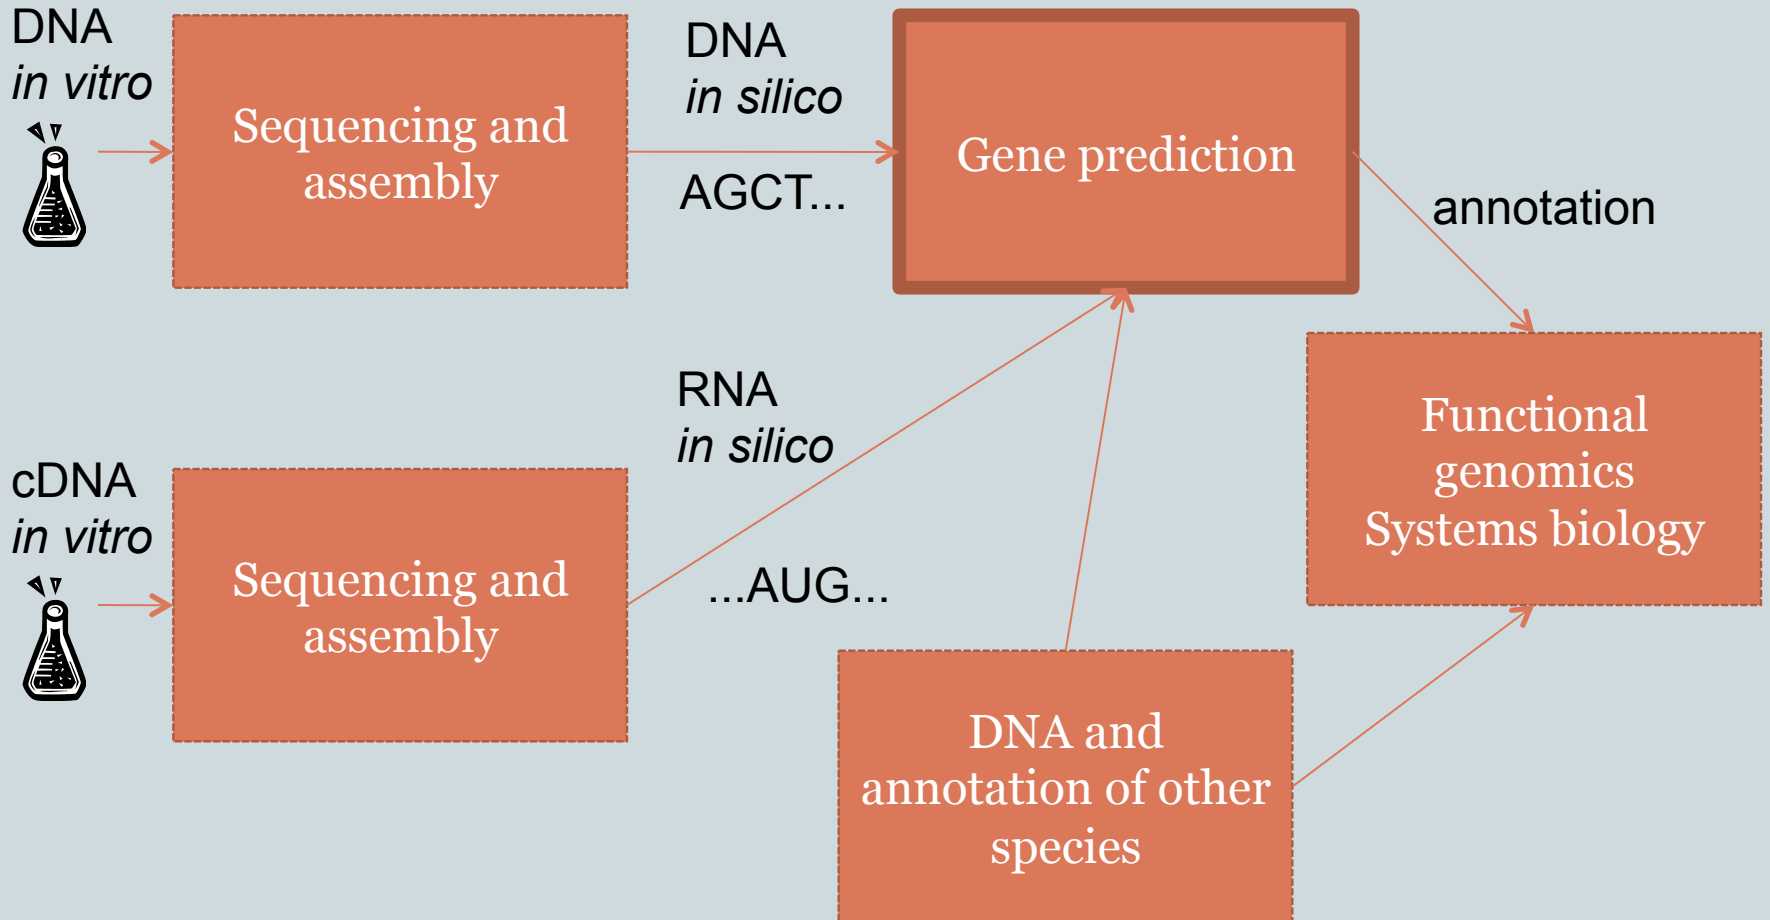 DNA
in vitro
Sequencing and
assembly
DNA
in silico
AGCT...
Gene prediction
annotation
RNA
in silico
...AUG...
cDNA
in vitro
Sequencing and
assembly
Functional
genomics
Systems biology
DNA and
annotation of other
species